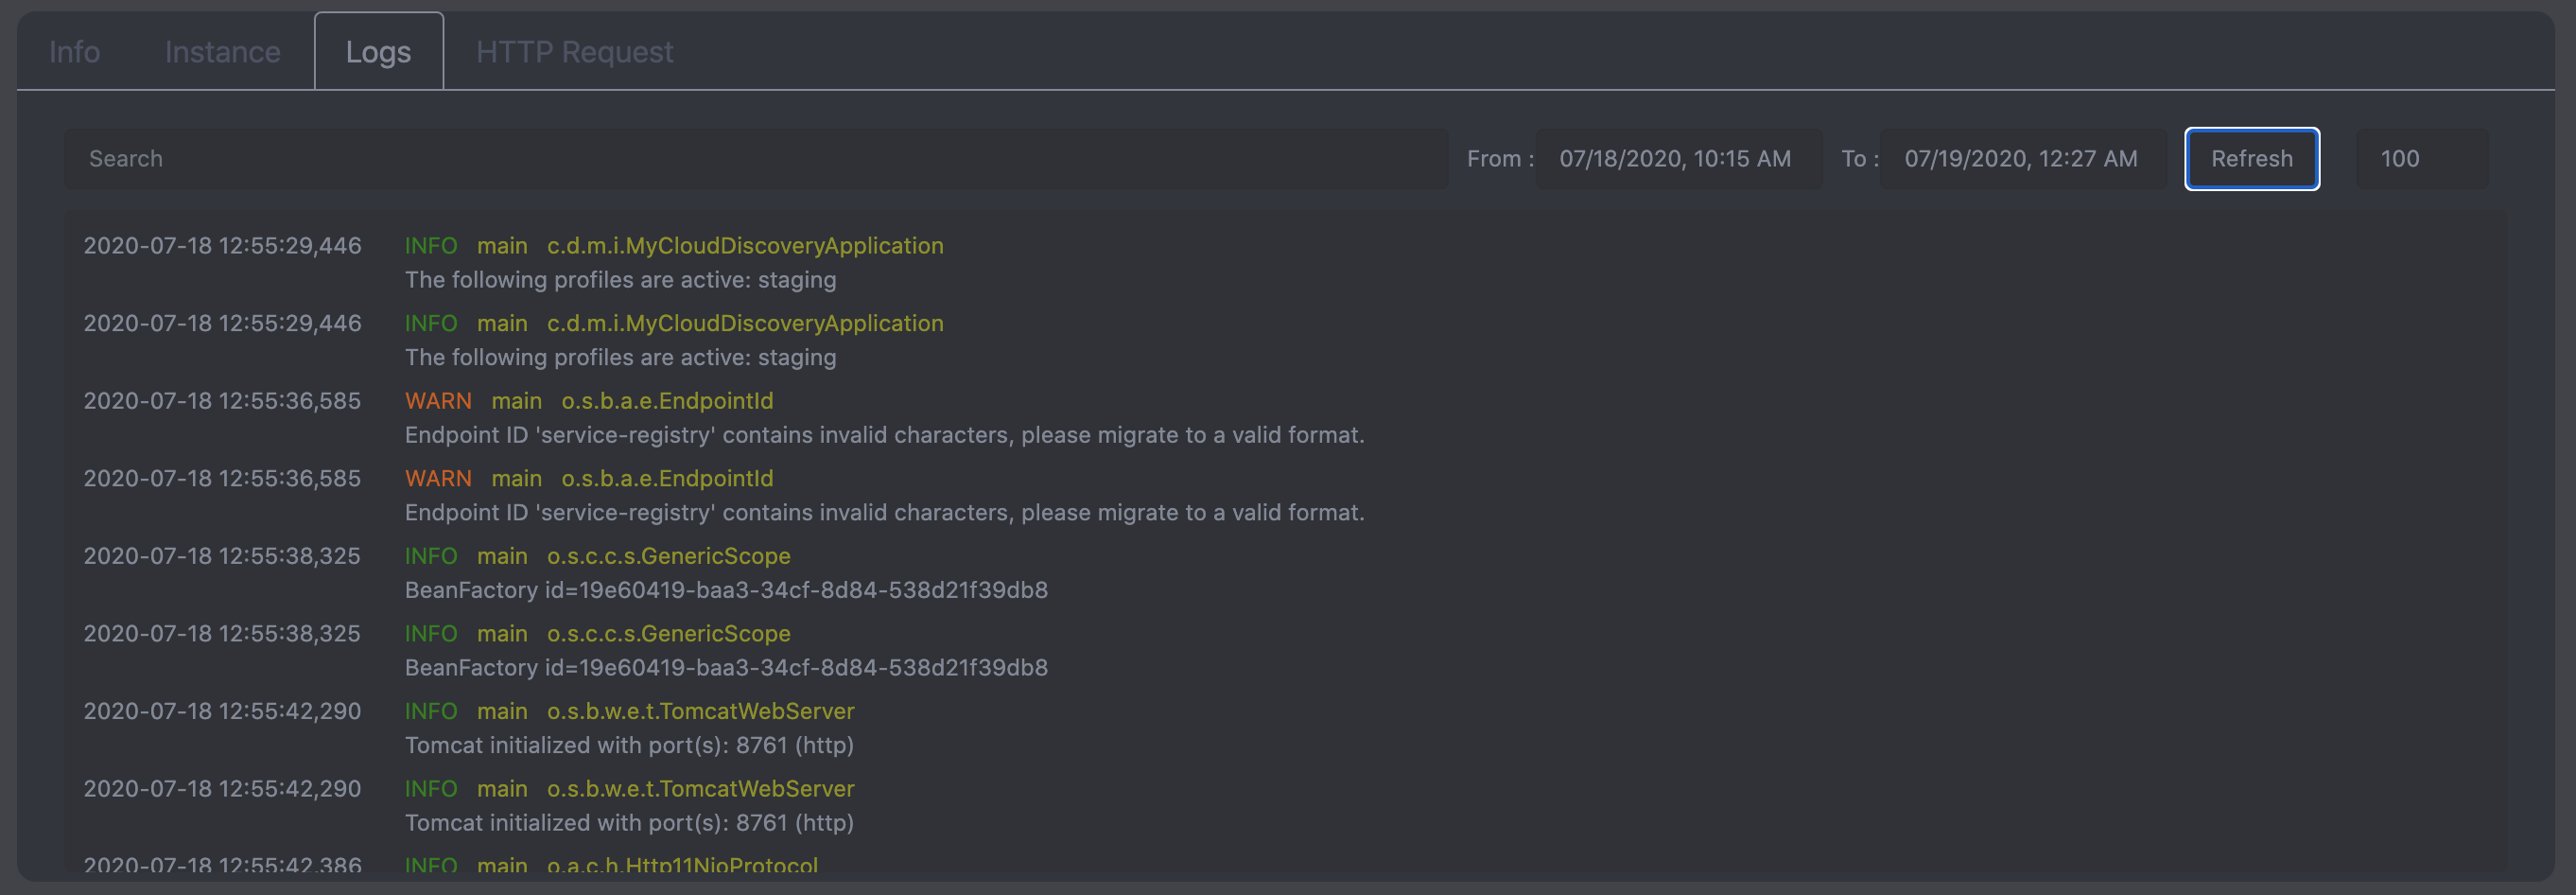 Info Instance Logs HTTP Request
Search From : 07/18/2020, 10:15 AM To : 07/19/2020, 12:27 AM Refresh 100
2020-07-18 12:55:29,446 INFO main c.d.m.i.MyCloudDiscoveryApplication
The following profiles are active: staging
2020-07-18 12:55:29,446 INFO main c.d.m.i.MyCloudDiscoveryApplication
The following profiles are active: staging
2020-07-18 12:55:36,585 WARN main o.s.b.a.e.EndpointId
Endpoint ID 'service-registry' contains invalid characters, please migrate to a valid format.
2020-07-18 12:55:36,585 WARN main o.s.b.a.e.EndpointId
Endpoint ID 'service-registry' contains invalid characters, please migrate to a valid format.
2020-07-18 12:55:38,325 INFO main o.s.c.c.s.GenericScope
BeanFactory id=19e60419-baa3-34cf-8d84-538d21f39db8
2020-07-18 12:55:38,325 INFO main o.s.c.c.s.GenericScope
BeanFactory id=19e60419-baa3-34cf-8d84-538d21f39db8
2020-07-18 12:55:42,290 INFO main o.s.b.w.e.t.TomcatWebServer
Tomcat initialized with port(s): 8761 (http)
2020-07-18 12:55:42,290 INFO main o.s.b.w.e.t.TomcatWebServer
Tomcat initialized with port(s): 8761 (http)
2020-07-18 12:55:42,386 INFO main o.a.c.h.Http11NioProtocol